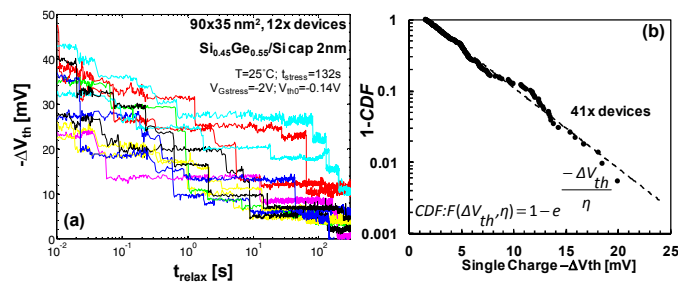 90x35 nm², 12x devices
Si0.45Ge0.55/Si cap 2nm
T=25°C; tstress=132s
VGstress=-2V; Vth0=-0.14V
-ΔVth [mV]
50
40
30
20
10
0
(a)
10-2
10-1
100
101
102
trelax [s]
(b)
1-CDF
1
0.1
0.01
0.001
41x devices
CDF:F(ΔVth,η)=1-e
-ΔVth
η
0
5
10
15
20
25
Single Charge-ΔVth [mV]